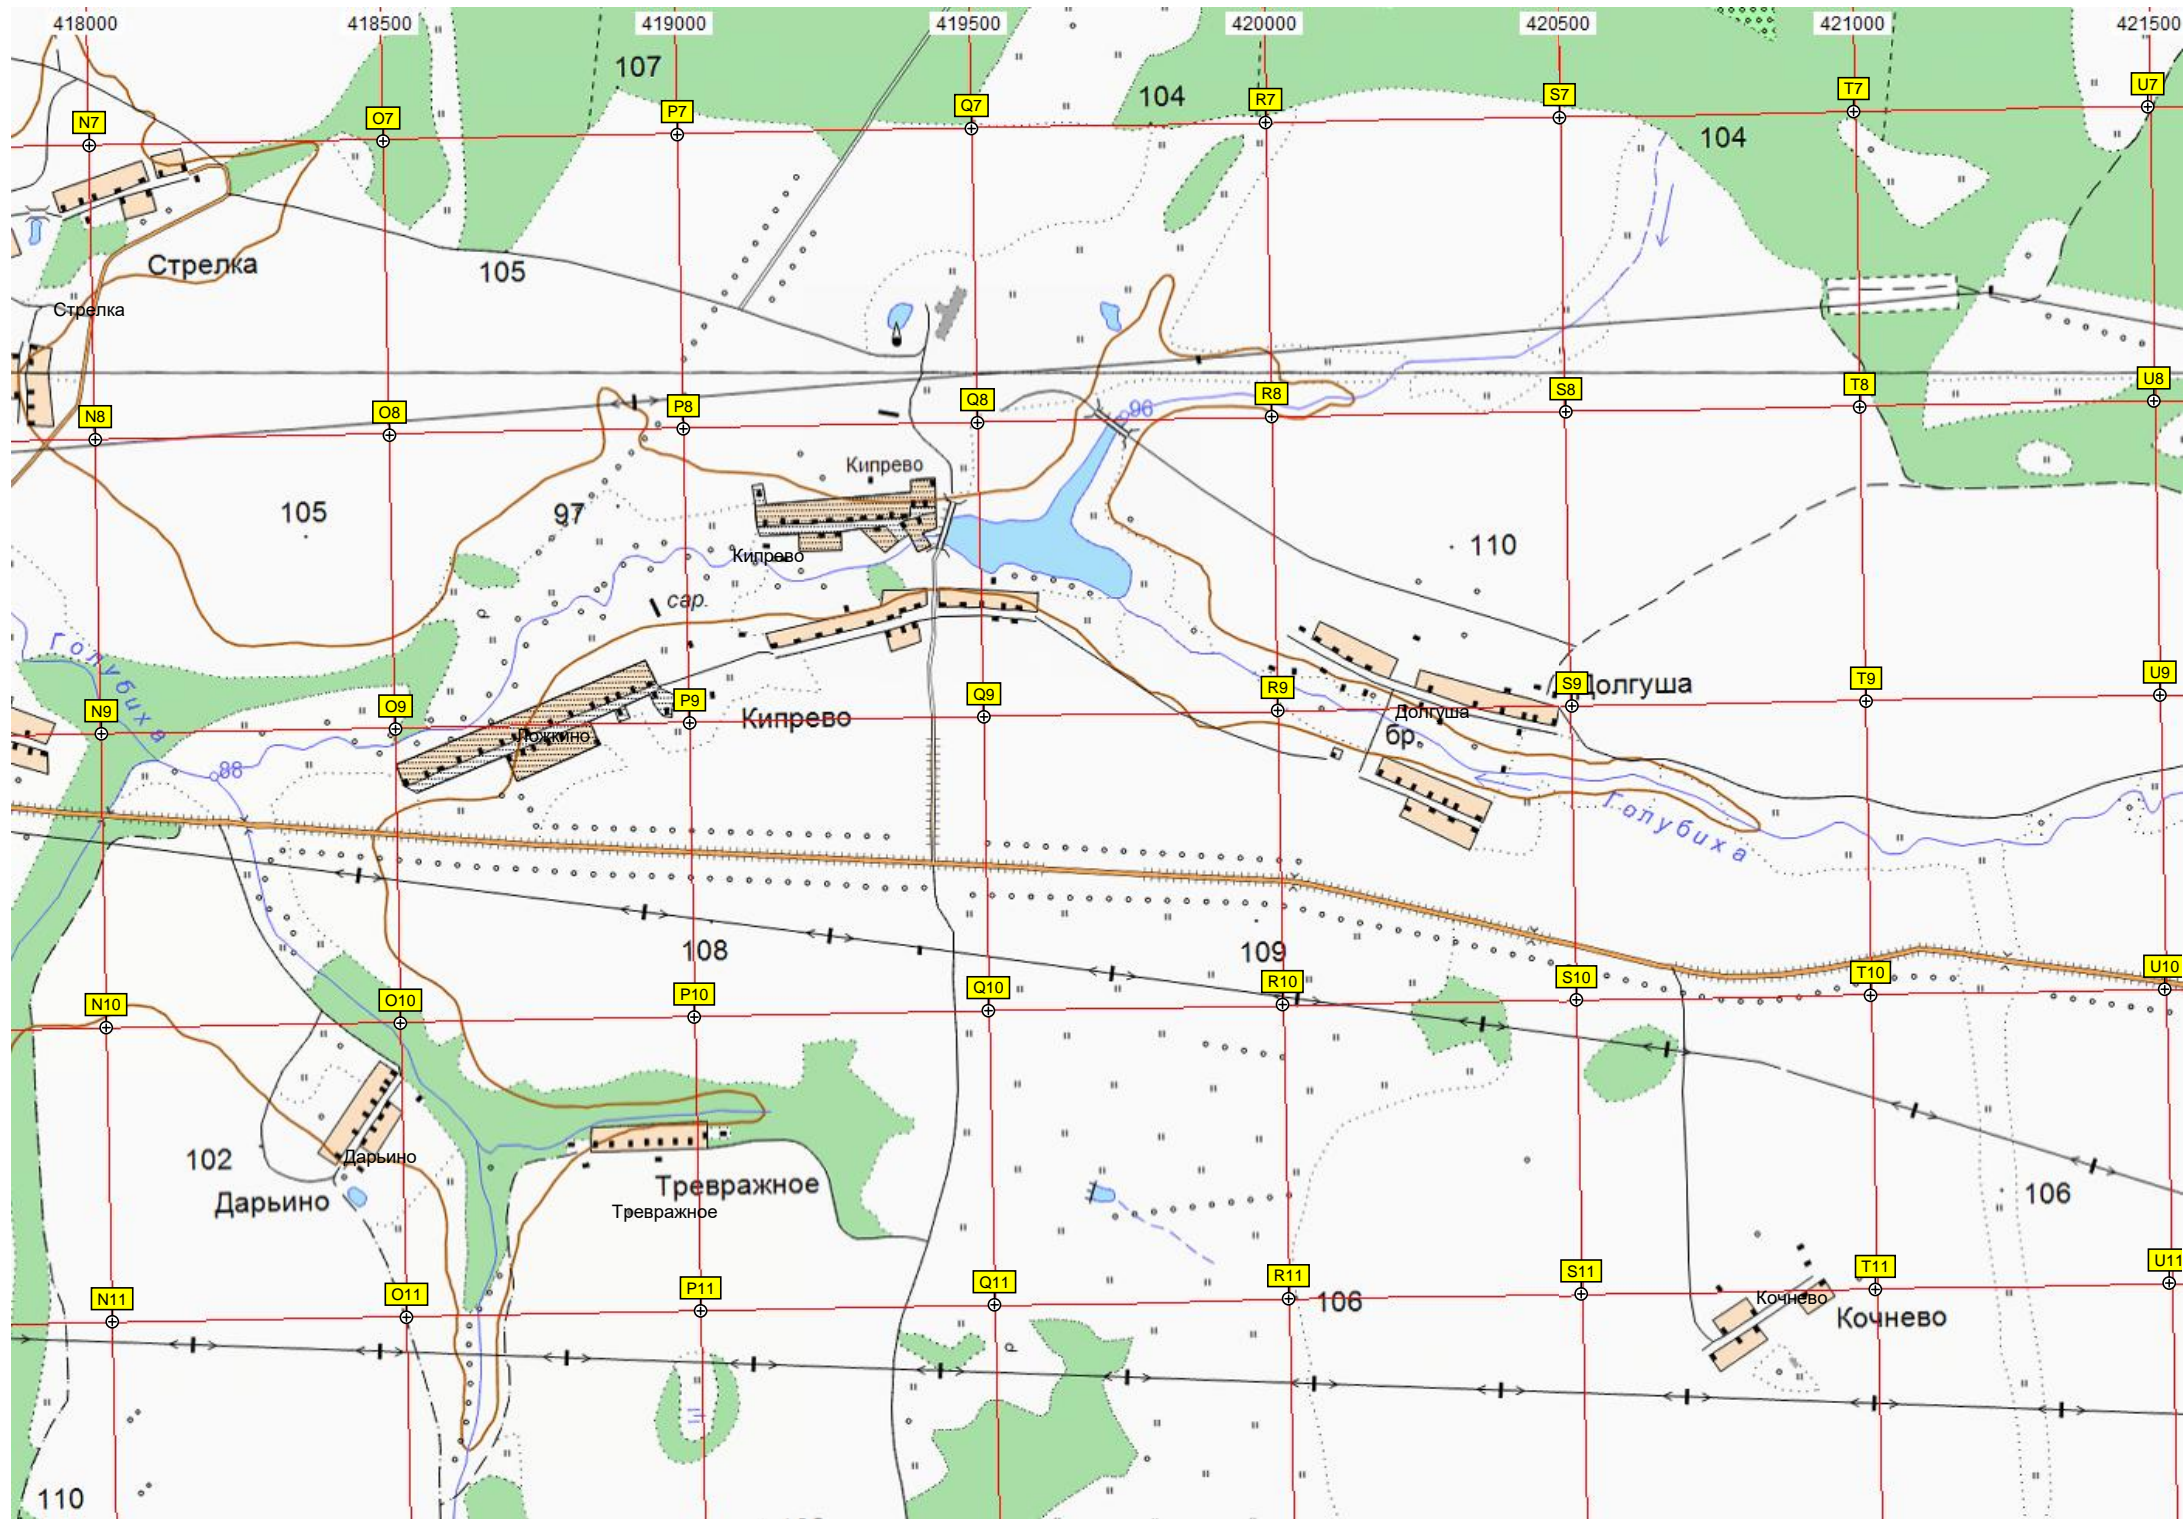 418000 418500 419000 419500 420000 420500 421000 421500
107
104
104
N7 O7 P7 Q7 R7 S7 T7 U7
Стрелка
105
Стрелка
N8 O8 P8 Q8 R8 S8 T8 U8
96
Кипрево
105
97
110
Кипрево
сар.
Голубиха
N9 O9 P9 Q9 R9 S9 T9 U9
Долгуша
Долгуша
Кипрево
Ложкино
бр.
88
Голубиха
108
109
N10 O10 P10 Q10 R10 S10 T10 U10
102
Дарьино
Дарьино
Тревражное
Тревражное
106
N11 O11 P11 Q11 R11 S11 T11 U11
106
Кочнево
Кочнево
110